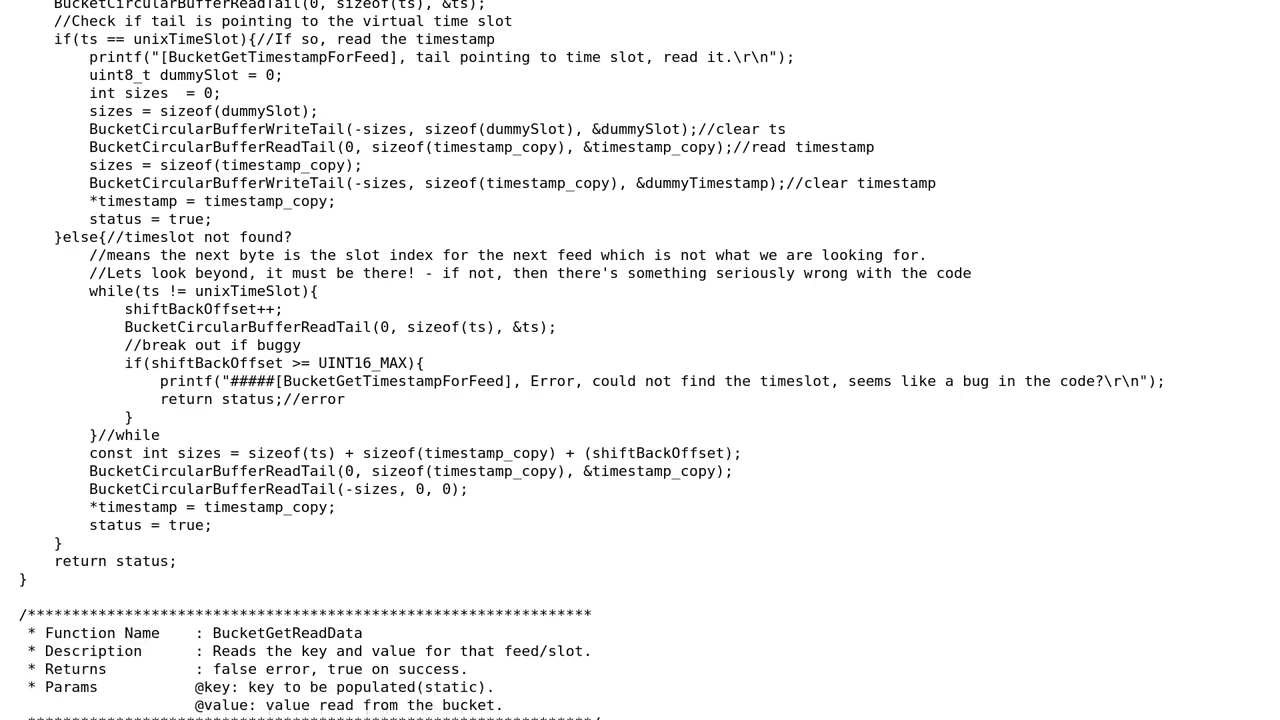 BucketCircularBufferReadTail(0, sizeof(ts), &ts);
    //Check if tail is pointing to the virtual time slot
    if(ts == unixTimeSlot){//If so, read the timestamp
        printf("[BucketGetTimestampForFeed], tail pointing to time slot, read it.\r\n");
        uint8_t dummySlot = 0;
        int sizes  = 0;
        sizes = sizeof(dummySlot);
        BucketCircularBufferWriteTail(-sizes, sizeof(dummySlot), &dummySlot);//clear ts
        BucketCircularBufferReadTail(0, sizeof(timestamp_copy), &timestamp_copy);//read timestamp
        sizes = sizeof(timestamp_copy);
        BucketCircularBufferWriteTail(-sizes, sizeof(timestamp_copy), &dummyTimestamp);//clear timestamp
        *timestamp = timestamp_copy;
        status = true;
    }else{//timeslot not found?
        //means the next byte is the slot index for the next feed which is not what we are looking for.
        //Lets look beyond, it must be there! - if not, then there's something seriously wrong with the code
        while(ts != unixTimeSlot){
            shiftBackOffset++;
            BucketCircularBufferReadTail(0, sizeof(ts), &ts);
            //break out if buggy
            if(shiftBackOffset >= UINT16_MAX){
                printf("#####[BucketGetTimestampForFeed], Error, could not find the timeslot, seems like a bug in the code?\r\n");
                return status;//error
            }
        }//while
        const int sizes = sizeof(ts) + sizeof(timestamp_copy) + (shiftBackOffset);
        BucketCircularBufferReadTail(0, sizeof(timestamp_copy), &timestamp_copy);
        BucketCircularBufferReadTail(-sizes, 0, 0);
        *timestamp = timestamp_copy;
        status = true;
    }
    return status;
}

/****************************************************************
 * Function Name    : BucketGetReadData
 * Description      : Reads the key and value for that feed/slot.
 * Returns          : false error, true on success.
 * Params           @key: key to be populated(static).
                    @value: value read from the bucket.
 ****************************************************************/